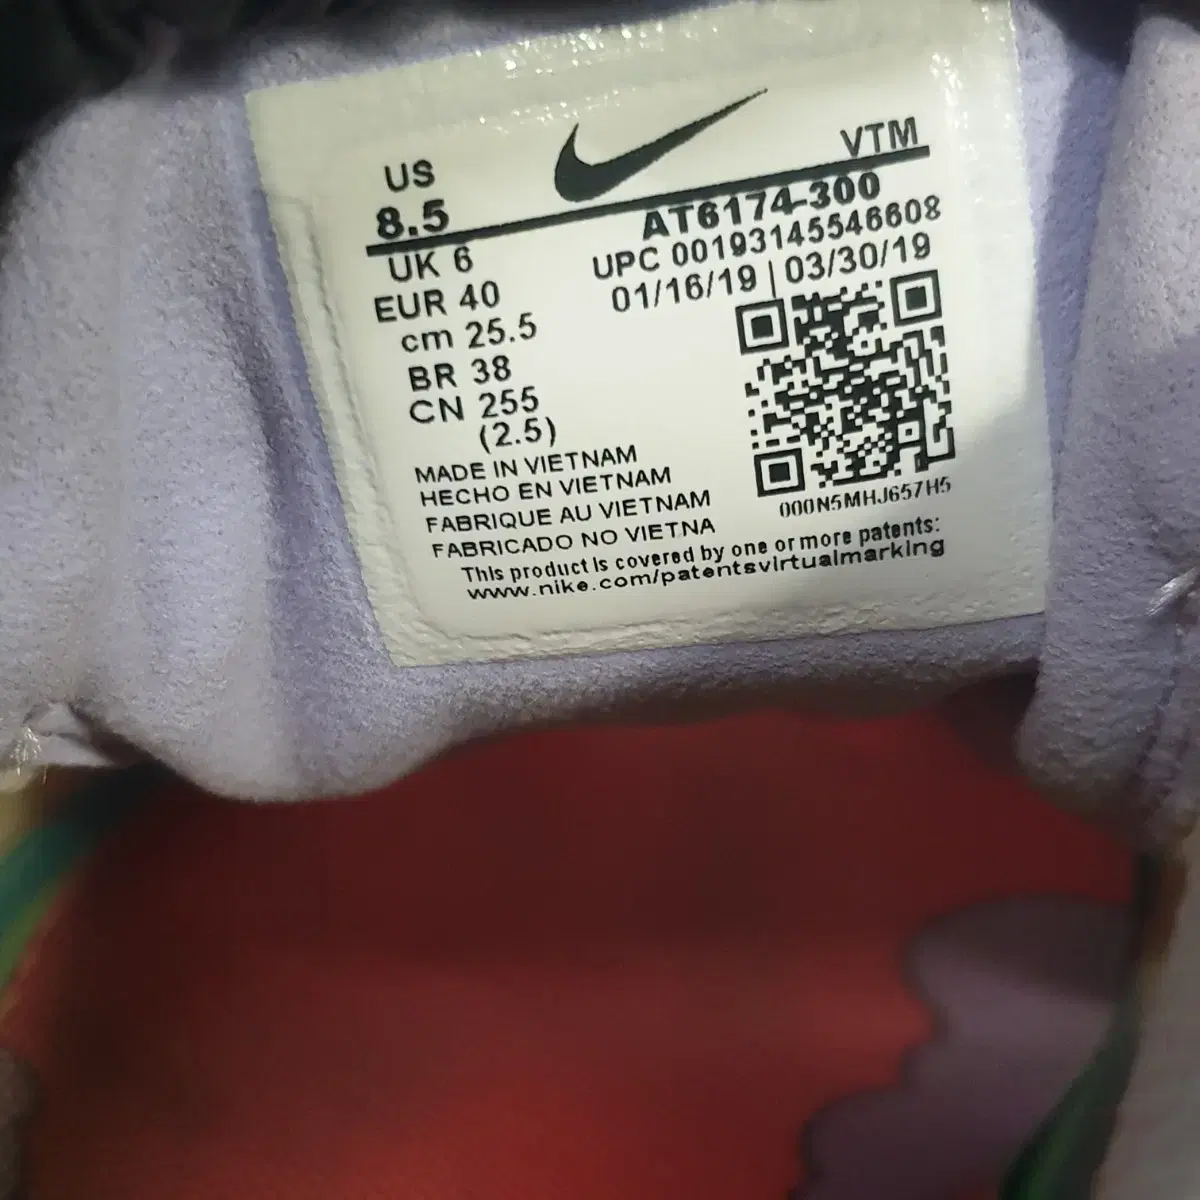 US
8.5
VTM
AT6174-300
UPC 00193145546608
01/16/19 | 03/30/19
UK 6
EUR 40
cm 25.5
BR 38
CN 255
(2.5)
MADE IN VIETNAM
HECHO EN VIETNAM
FABRIQUE AU VIETNAM
FABRICADO NO VIETNA
000N5MHJ657H5
This product is covered by one or more patents:
www.nike.com/patentsvirtualmarking